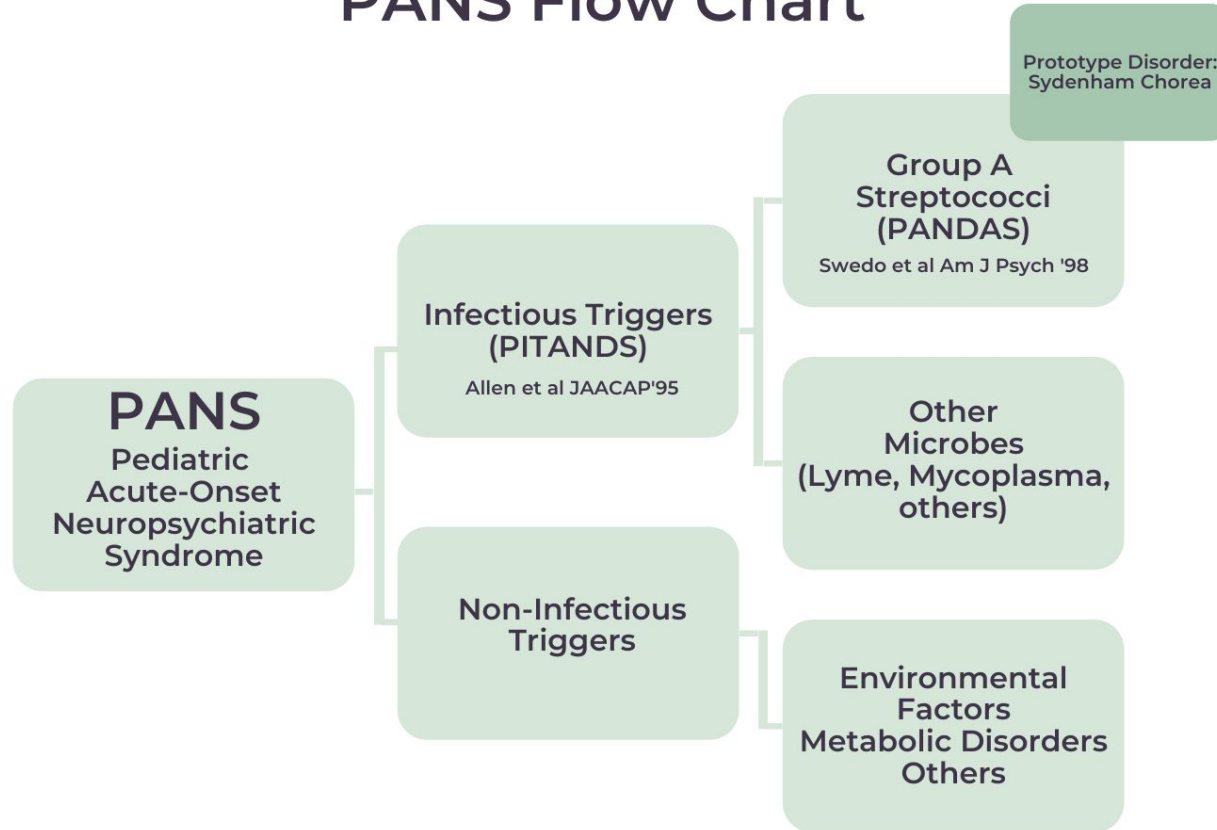 PANS Flow Chart
Prototype Disorder:
Sydenham Chorea
Group A
Streptococci
(PANDAS)
Swedo et al Am J Psych '98
Infectious Triggers
(PITANDS)
Allen et al JAACAP'95
PANS
Pediatric
Acute-Onset
Neuropsychiatric
Syndrome
Other
Microbes
(Lyme, Mycoplasma,
others)
Non-Infectious
Triggers
Environmental
Factors
Metabolic Disorders
Others